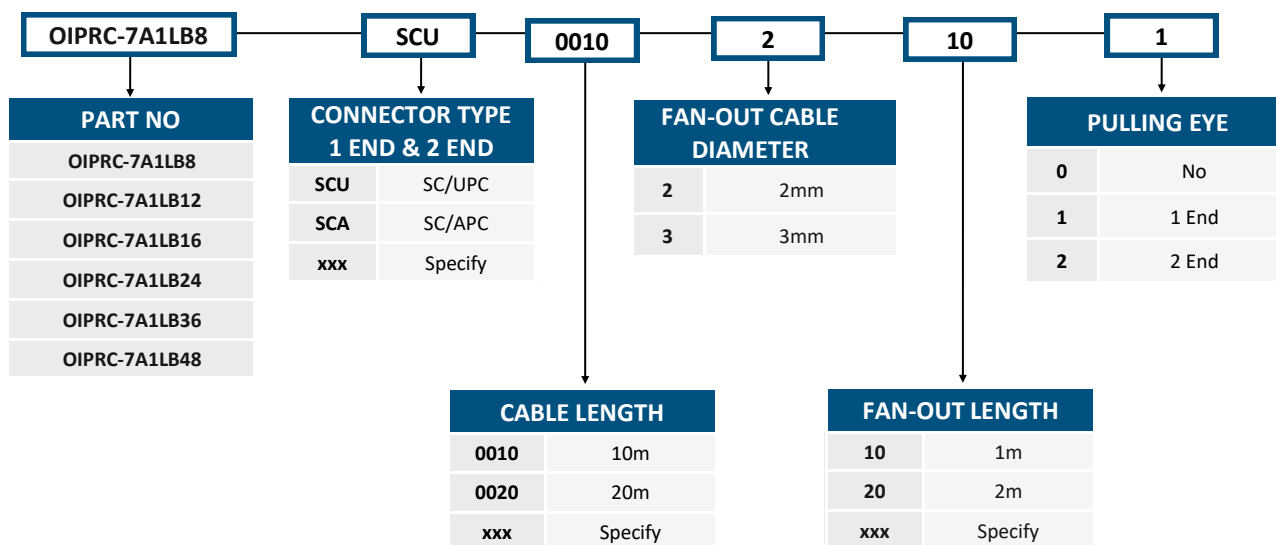 OIPRC-7A1LB8 SCU 0010 2 10 1
PART NO
OIPRC-7A1LB8
OIPRC-7A1LB12
OIPRC-7A1LB16
OIPRC-7A1LB24
OIPRC-7A1LB36
OIPRC-7A1LB48
CONNECTOR TYPE
1 END & 2 END
SCU SC/UPC
SCA SC/APC
xxx Specify
FAN-OUT CABLE
DIAMETER
2 2mm
3 3mm
PULLING EYE
0 No
1 1 End
2 2 End
CABLE LENGTH
0010 10m
0020 20m
xxx Specify
FAN-OUT LENGTH
10 1m
20 2m
xxx Specify